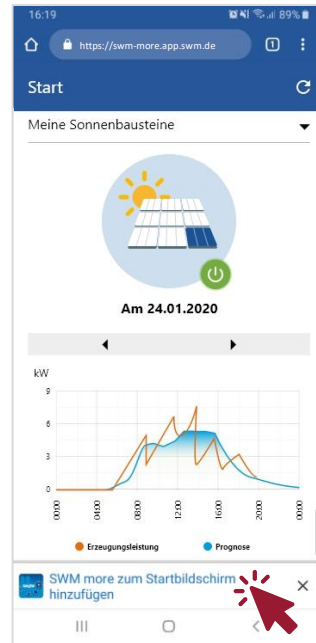 16:19
89%
https://swm-more.app.swm.de
1
Start
Meine Sonnenbausteine
Am 24.01.2020
kW
9
6
3
0
00:00
04:00
08:00
12:00
16:00
20:00
00:00
Erzeugungsleistung
Prognose
SWM more zum Startbildschirm
hinzufügen